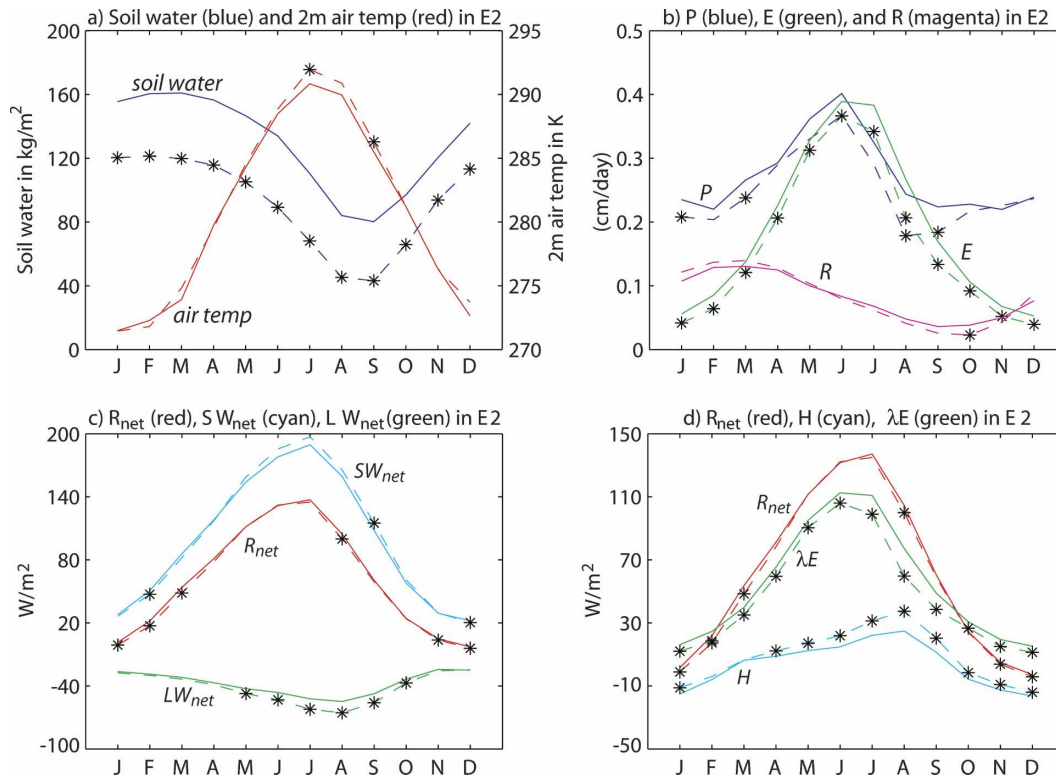 a) Soil water (blue) and 2m air temp (red) in E2
200
160
120
80
40
0
Soil water in kg/m²
soil water
air temp
295
290
285
280
275
270
2m air temp in K
J F M A M J J A S O N D
b) P (blue), E (green), and R (magenta) in E2
0.5
0.4
0.3
0.2
0.1
0
(cm/day)
P
E
R
J F M A M J J A S O N D
c) Rnet (red), S Wnet (cyan), L Wnet (green) in E2
200
140
80
20
-40
-100
W/m²
SWnet
Rnet
LWnet
J F M A M J J A S O N D
d) Rnet (red), H (cyan), λE (green) in E2
150
110
70
30
-10
-50
W/m²
Rnet
λE
H
J F M A M J J A S O N D